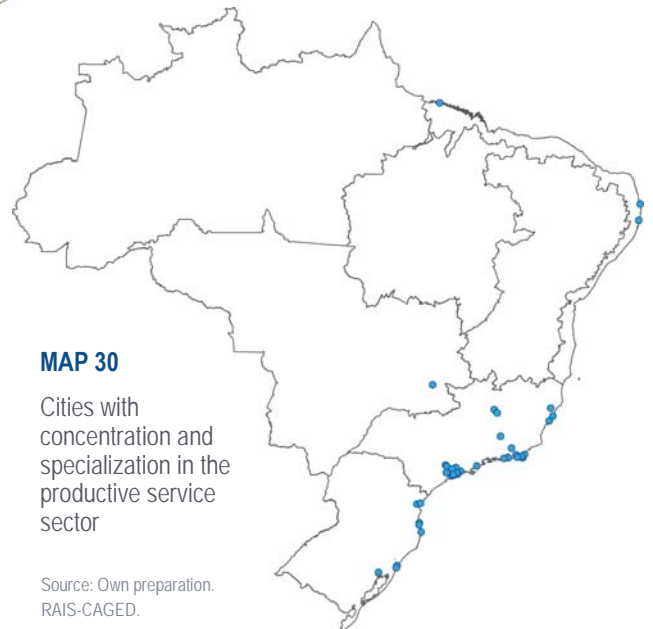 MAP 30
Cities with
concentration and
specialization in the
productive service
sector
Source: Own preparation.
RAIS-CAGED.